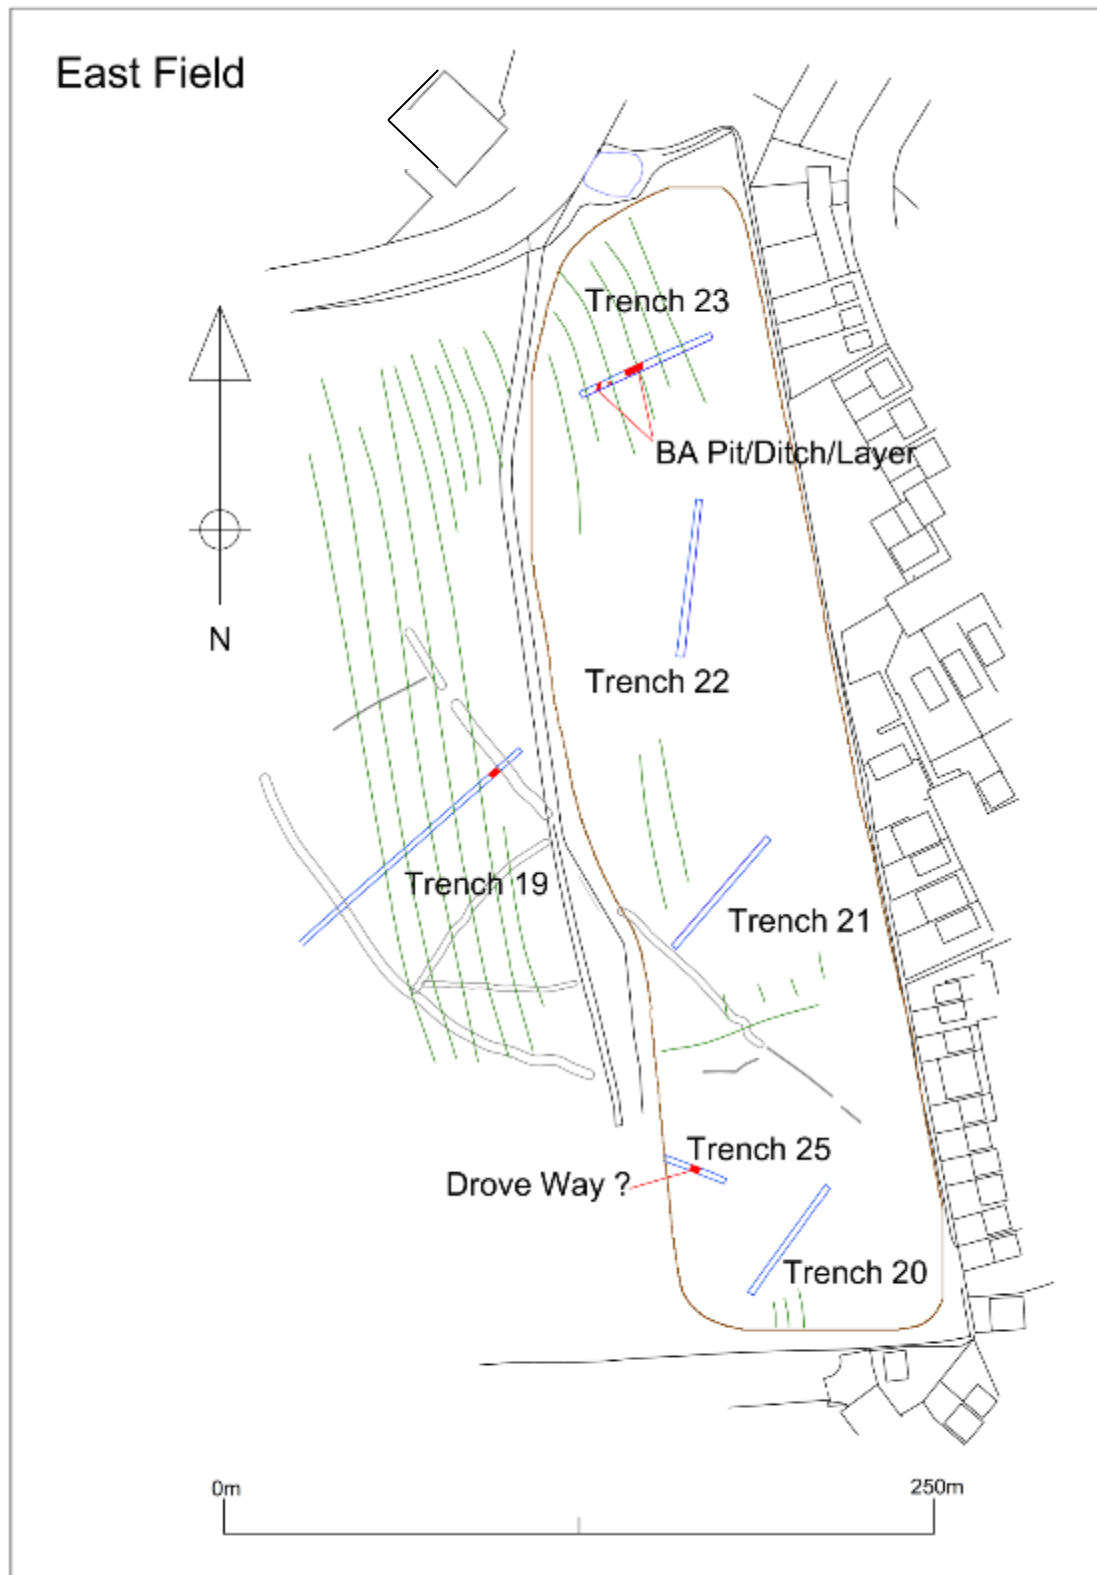 East Field
Trench 23
BA Pit/Ditch/Layer
N
Trench 22
Trench 19
Trench 21
Trench 25
Drove Way ?
Trench 20
0m
250m